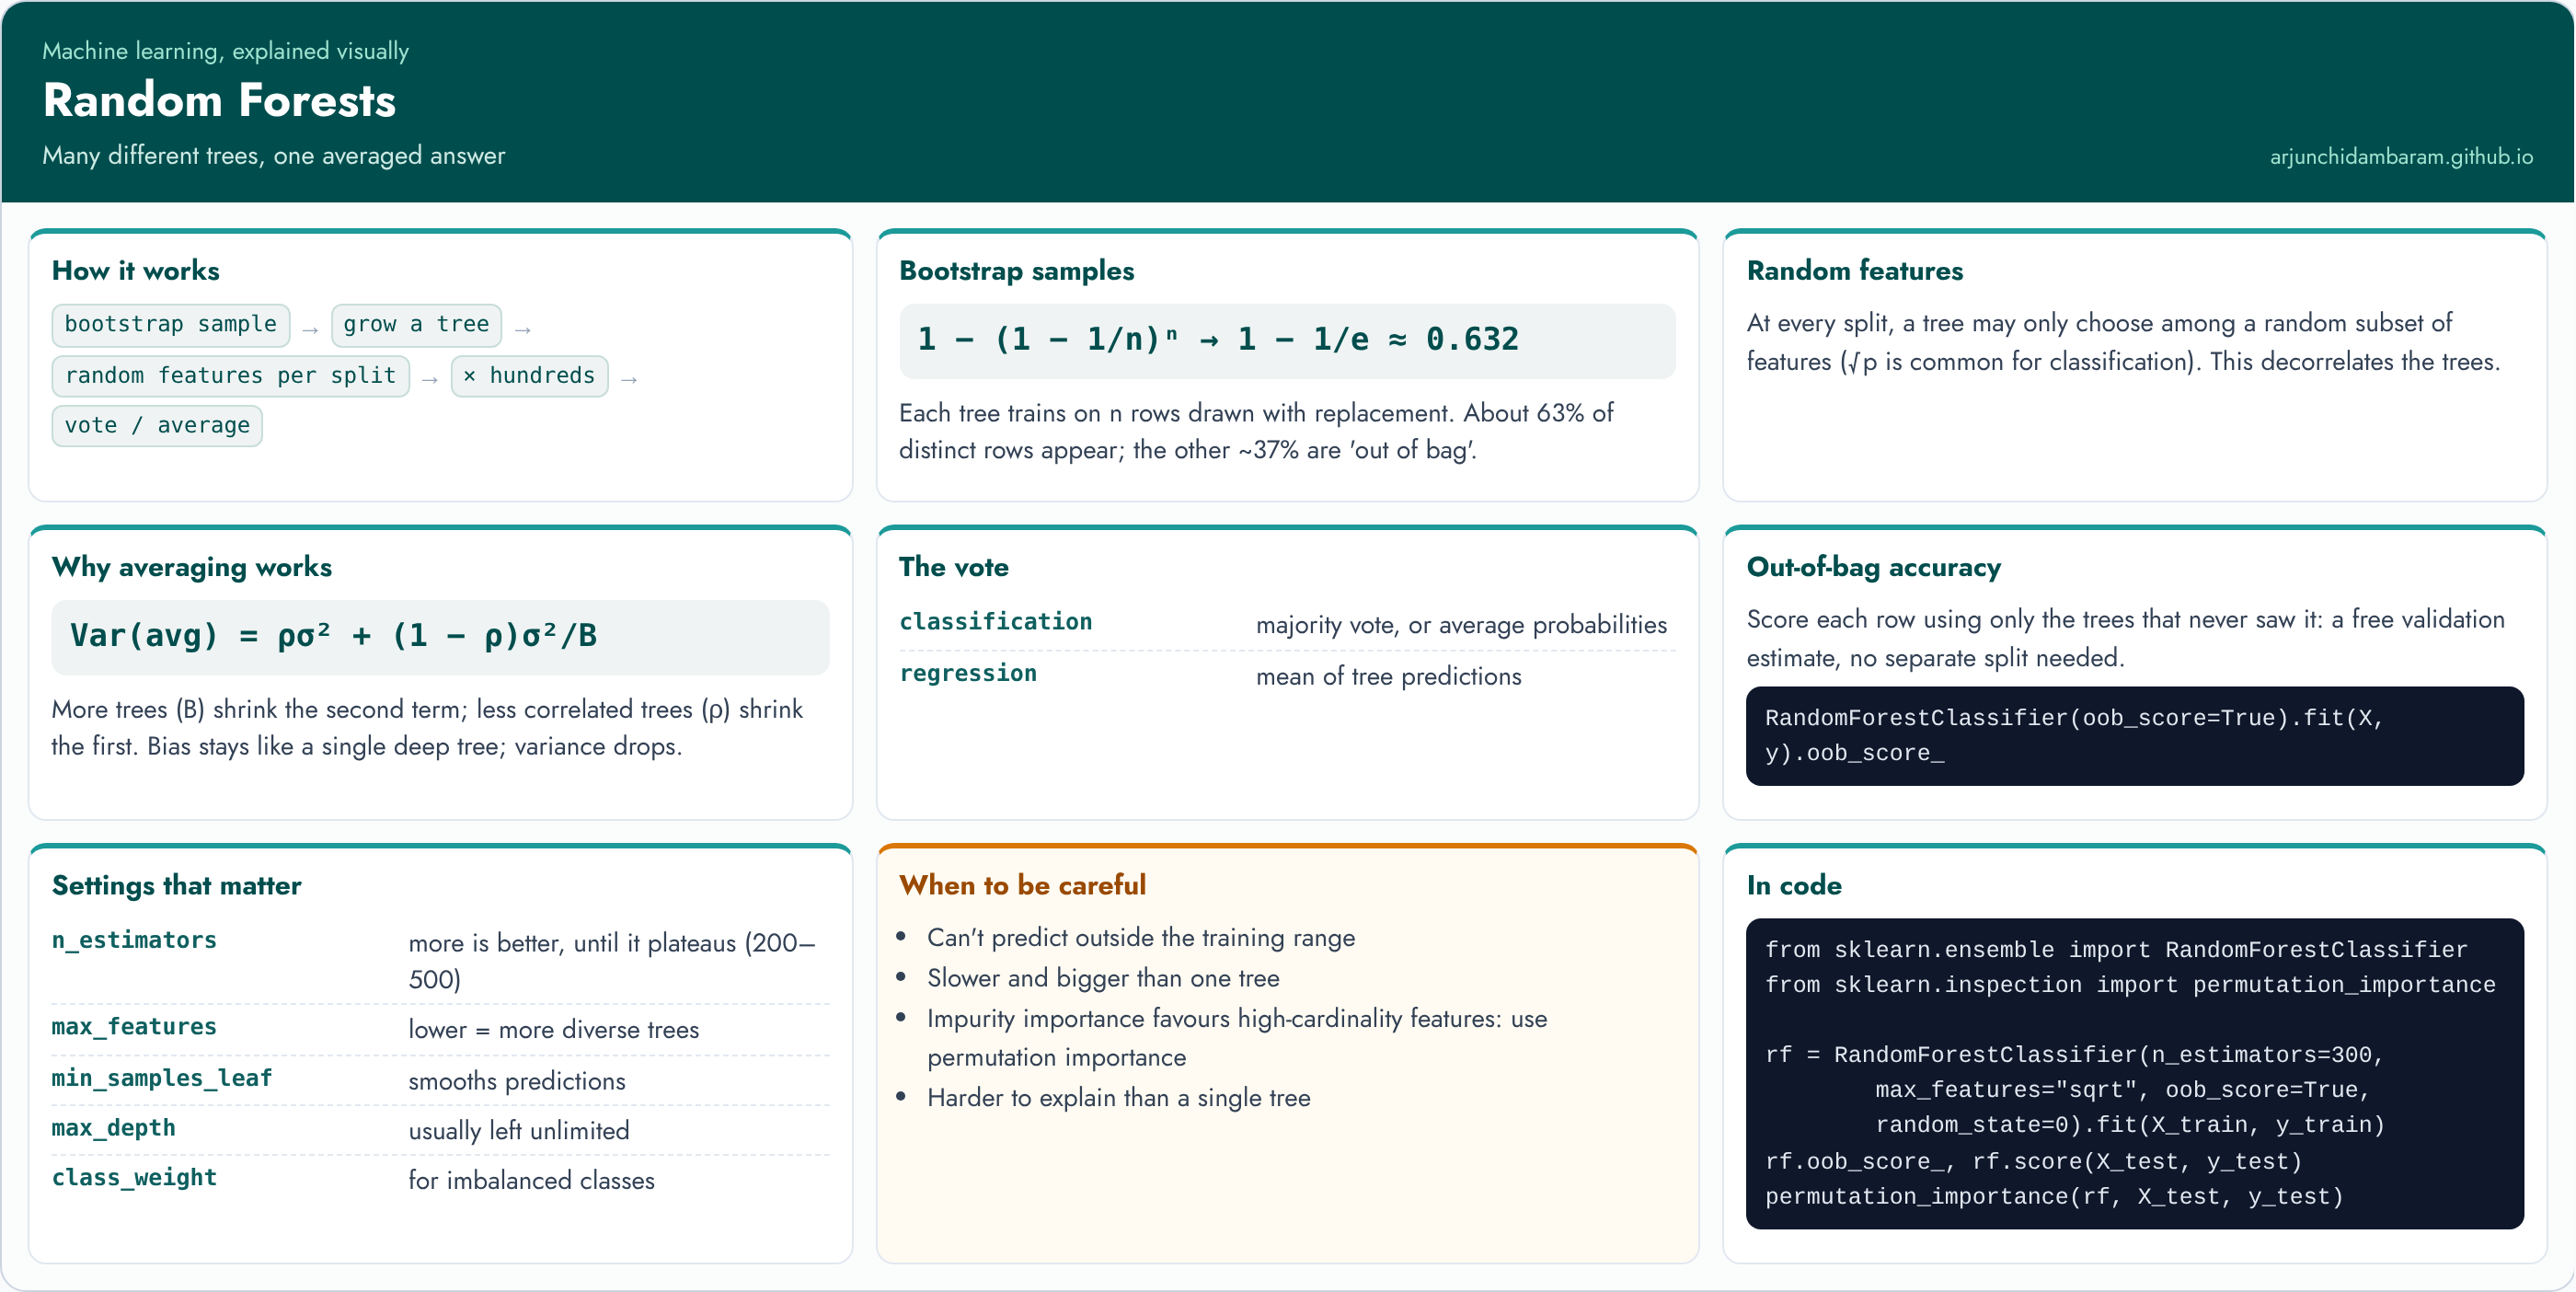 Machine learning, explained visually
Random Forests
Many different trees, one averaged answer
arjunchidambaram.github.io
How it works
bootstrap sample → grow a tree →
random features per split → × hundreds →
vote / average
Bootstrap samples
1 − (1 − 1/n)ⁿ → 1 − 1/e ≈ 0.632
Each tree trains on n rows drawn with replacement. About 63% of
distinct rows appear; the other ~37% are 'out of bag'.
Random features
At every split, a tree may only choose among a random subset of
features (√p is common for classification). This decorrelates the trees.
Why averaging works
Var(avg) = ρσ² + (1 − ρ)σ²/B
More trees (B) shrink the second term; less correlated trees (ρ) shrink
the first. Bias stays like a single deep tree; variance drops.
The vote
classification majority vote, or average probabilities
regression mean of tree predictions
Out-of-bag accuracy
Score each row using only the trees that never saw it: a free validation
estimate, no separate split needed.
RandomForestClassifier(oob_score=True).fit(X,
y).oob_score_
Settings that matter
n_estimators more is better, until it plateaus (200–
500)
max_features lower = more diverse trees
min_samples_leaf smooths predictions
max_depth usually left unlimited
class_weight for imbalanced classes
When to be careful
• Can't predict outside the training range
• Slower and bigger than one tree
• Impurity importance favours high-cardinality features: use
permutation importance
• Harder to explain than a single tree
In code
from sklearn.ensemble import RandomForestClassifier
from sklearn.inspection import permutation_importance
rf = RandomForestClassifier(n_estimators=300,
max_features="sqrt", oob_score=True,
random_state=0).fit(X_train, y_train)
rf.oob_score_, rf.score(X_test, y_test)
permutation_importance(rf, X_test, y_test)